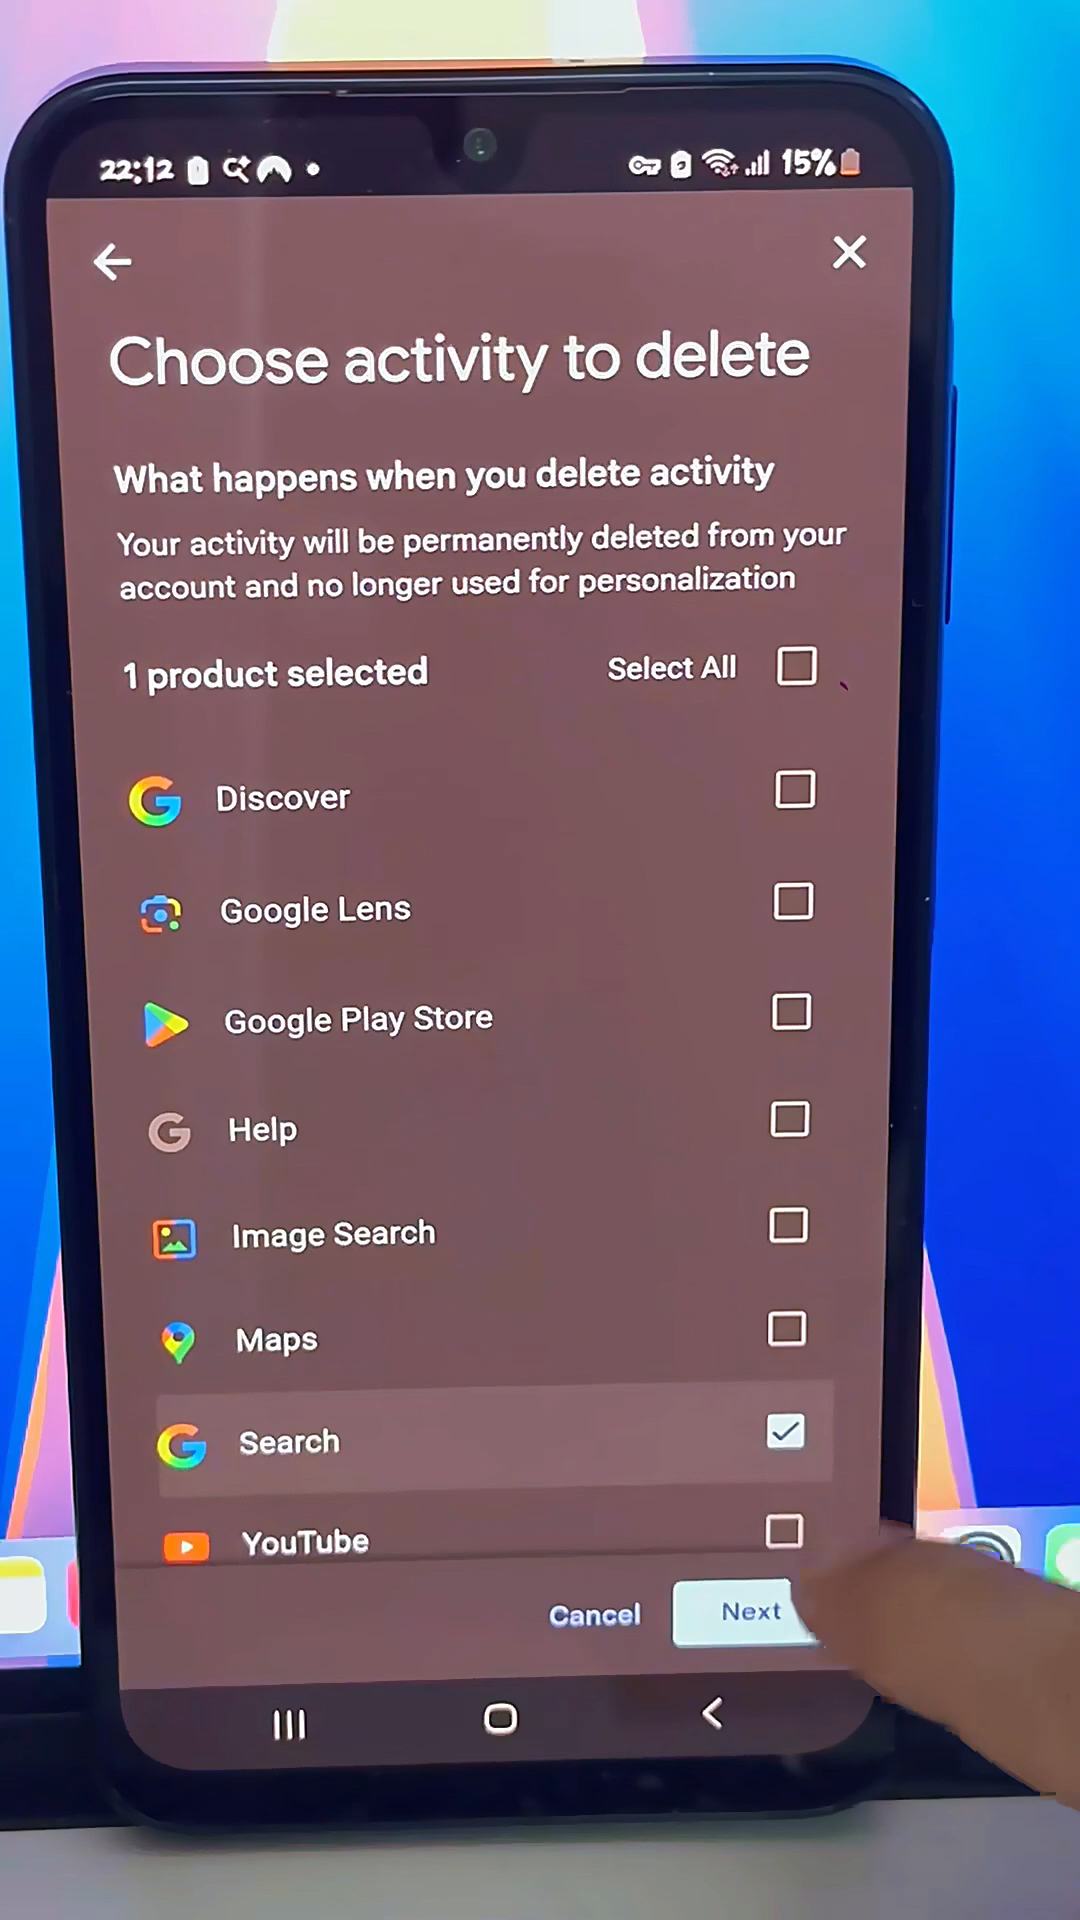 22:12 15%
Choose activity to delete
What happens when you delete activity
Your activity will be permanently deleted from your
account and no longer used for personalization
1 product selected Select All
Discover
Google Lens
Google Play Store
Help
Image Search
Maps
Search
YouTube
Cancel Next